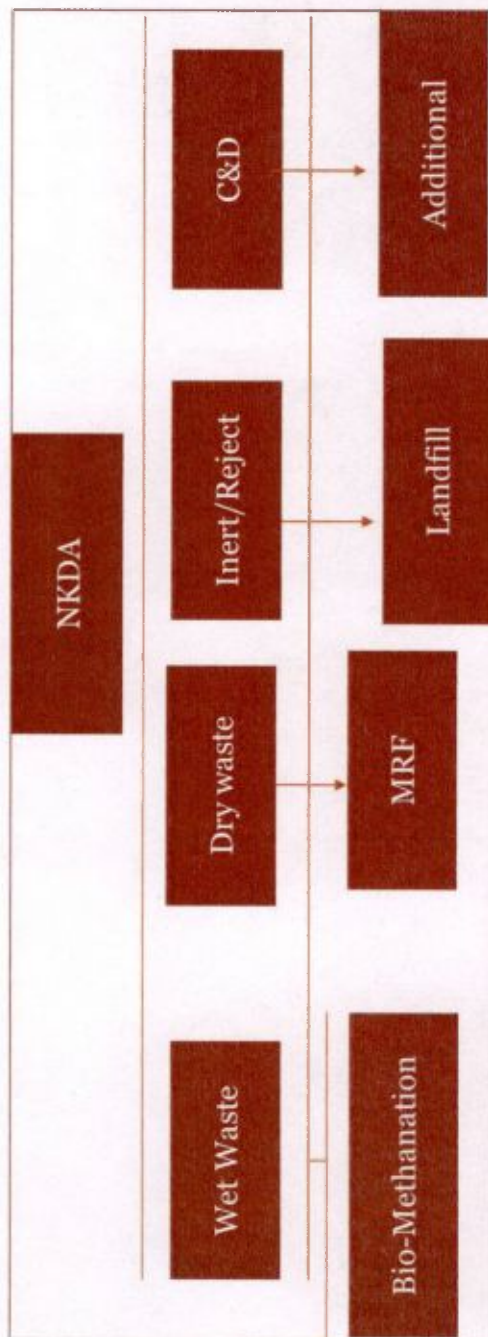 NKDA
Wet Waste
Dry waste
Inert/Reject
C&D
Bio-Methanation
MRF
Landfill
Additional